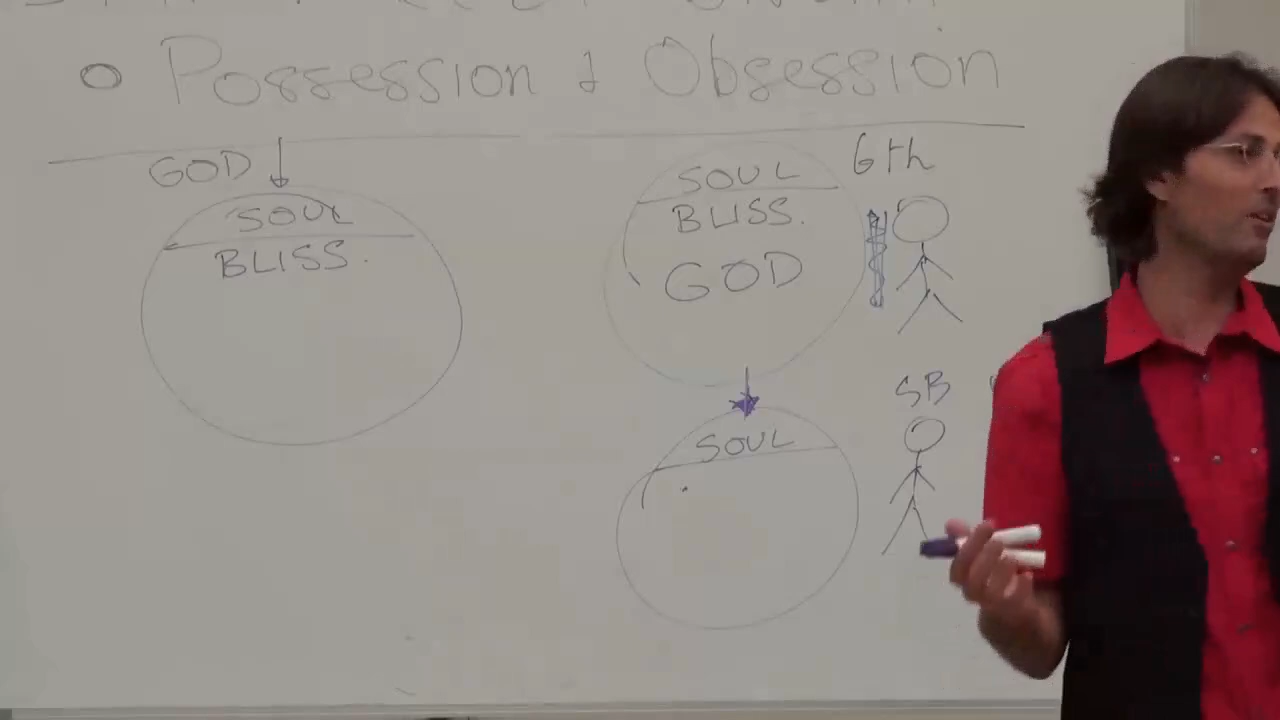 o Possession & Obsession
GOD
SOUL
BLISS.
SOUL
BLISS.
GOD
6th
SOUL
SB